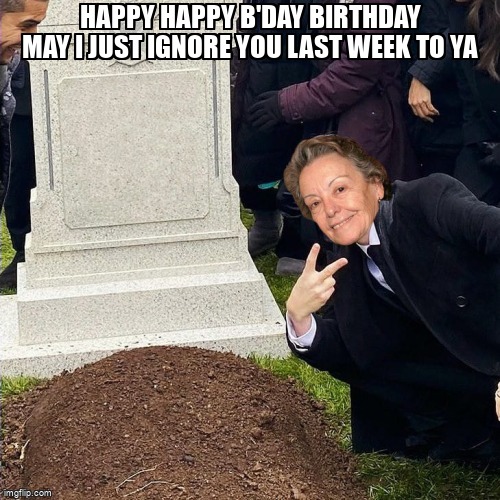 HAPPY HAPPY B'DAY BIRTHDAY
MAY I JUST IGNORE YOU LAST WEEK TO YA
imgflip.com